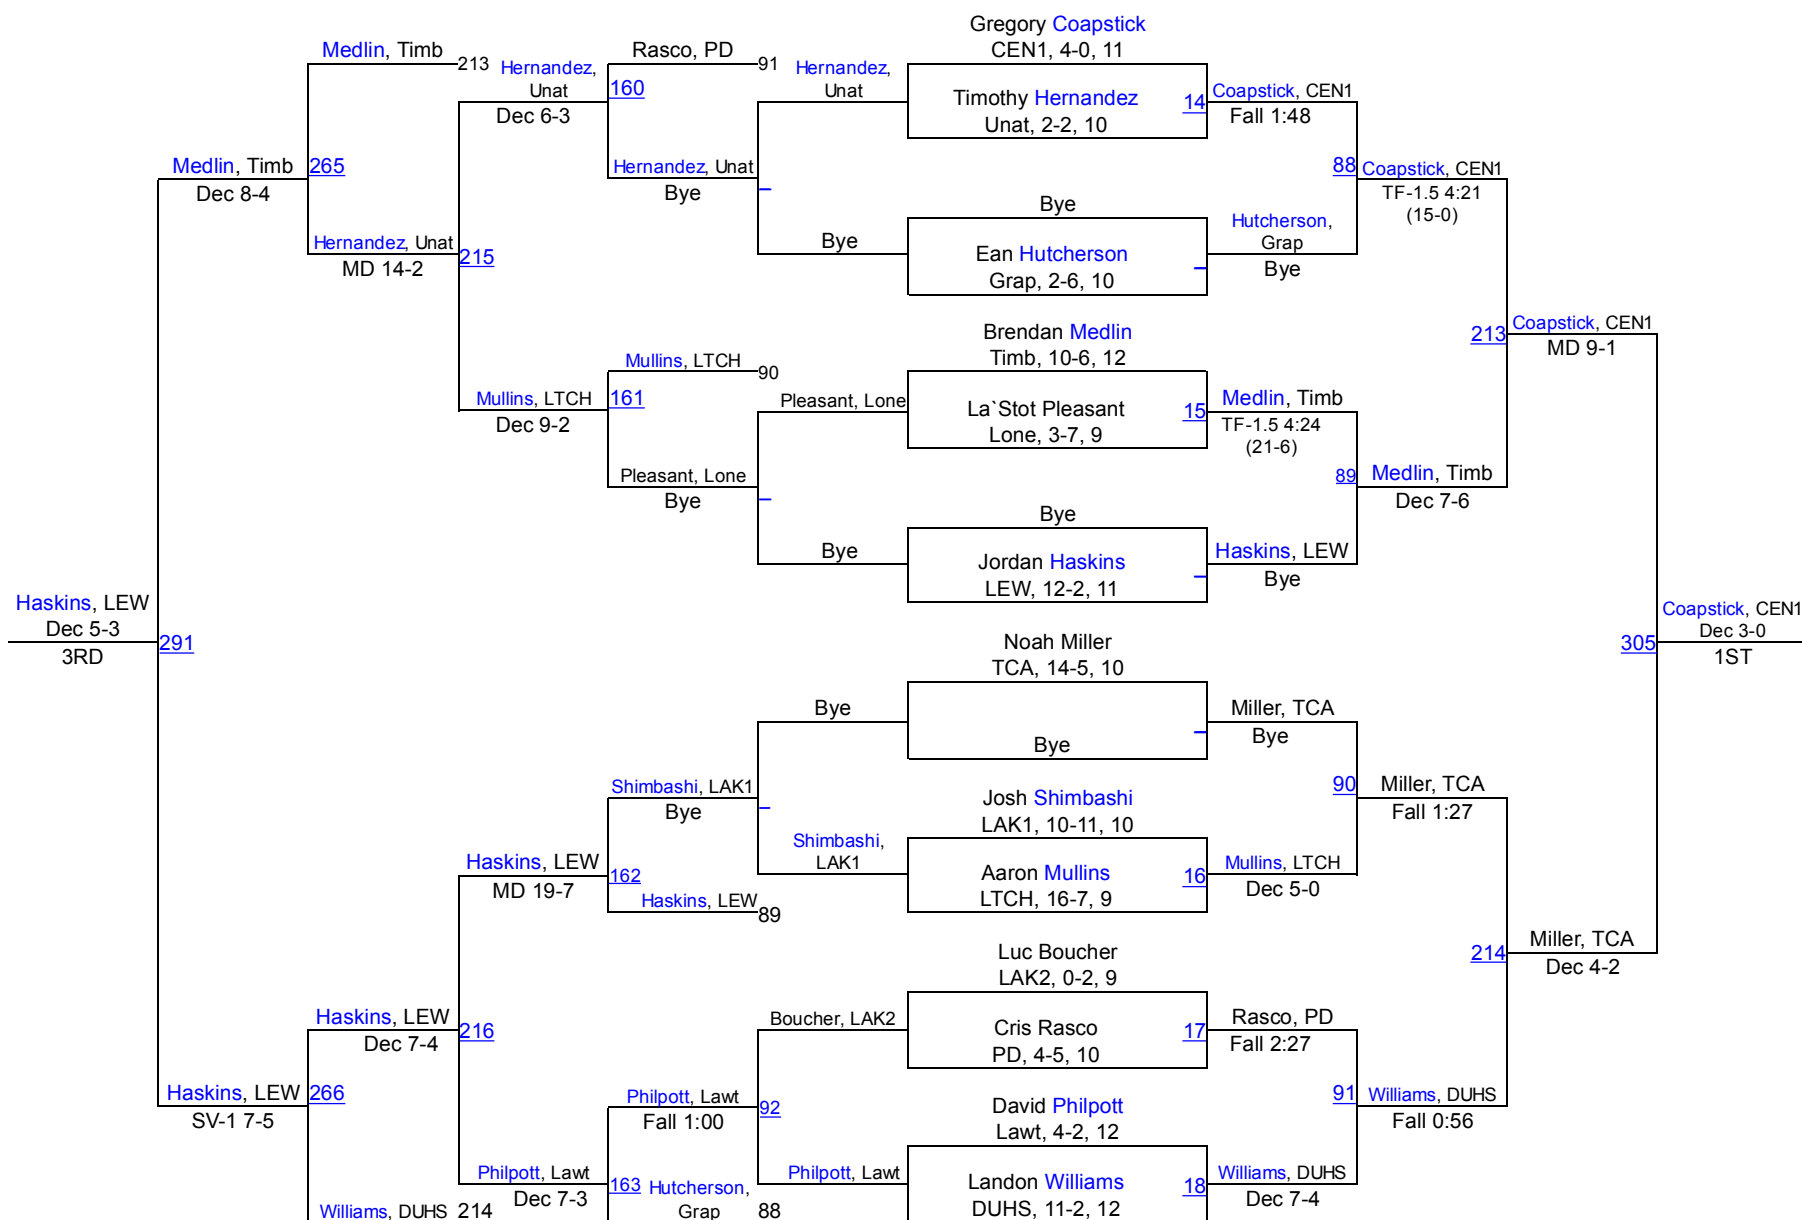 Gregory Coapstick
CEN1, 4-0, 11
Medlin, Timb
213
Hernandez,
Unat
Dec 6-3
Rasco, PD
91
160
Hernandez,
Unat
Timothy Hernandez
Unat, 2-2, 10
14
Coapstick, CEN1
Fall 1:48
Medlin, Timb
Dec 8-4
265
Hernandez, Unat
Bye
88
Coapstick, CEN1
TF-1.5 4:21
(15-0)
Hernandez, Unat
MD 14-2
215
Bye
Bye
Ean Hutcherson
Grap, 2-6, 10
Hutcherson,
Grap
Bye
Brendan Medlin
Timb, 10-6, 12
213
Coapstick, CEN1
MD 9-1
Mullins, LTCH
90
Mullins, LTCH
Dec 9-2
161
Pleasant, Lone
La`Stot Pleasant
Lone, 3-7, 9
15
Medlin, Timb
TF-1.5 4:24
(21-6)
Pleasant, Lone
Bye
89
Medlin, Timb
Dec 7-6
Bye
Bye
Jordan Haskins
LEW, 12-2, 11
Haskins, LEW
Bye
Haskins, LEW
Dec 5-3
3RD
291
Noah Miller
TCA, 14-5, 10
305
Coapstick, CEN1
Dec 3-0
1ST
Bye
Bye
Miller, TCA
Bye
Shimbashi, LAK1
Bye
Josh Shimbashi
LAK1, 10-11, 10
90
Miller, TCA
Fall 1:27
Haskins, LEW
MD 19-7
162
Shimbashi,
LAK1
Aaron Mullins
LTCH, 16-7, 9
16
Mullins, LTCH
Dec 5-0
Haskins, LEW
89
Luc Boucher
LAK2, 0-2, 9
214
Miller, TCA
Dec 4-2
Haskins, LEW
Dec 7-4
216
Boucher, LAK2
Cris Rasco
PD, 4-5, 10
17
Rasco, PD
Fall 2:27
Haskins, LEW
SV-1 7-5
266
Philpott, Lawt
Fall 1:00
92
David Philpott
Lawt, 4-2, 12
91
Williams, DUHS
Fall 0:56
Philpott, Lawt
Dec 7-3
163
Hutcherson,
Grap
88
Philpott, Lawt
Landon Williams
DUHS, 11-2, 12
18
Williams, DUHS
Dec 7-4
Williams, DUHS
214